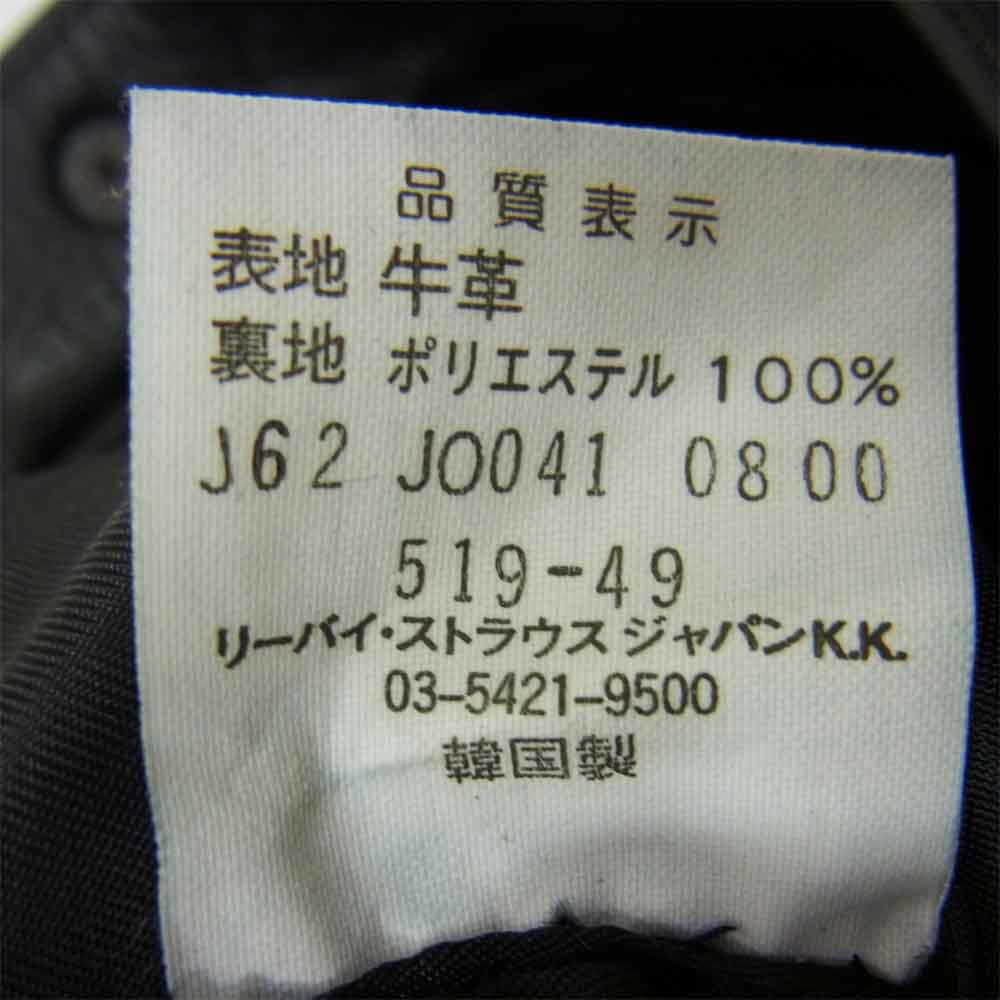 品質表示
表地 牛革
裏地 ポリエステル 100%
J62 JO041 0800
519-49
リーバイ・ストラウス ジャパンK.K.
03-5421-9500
韓国製